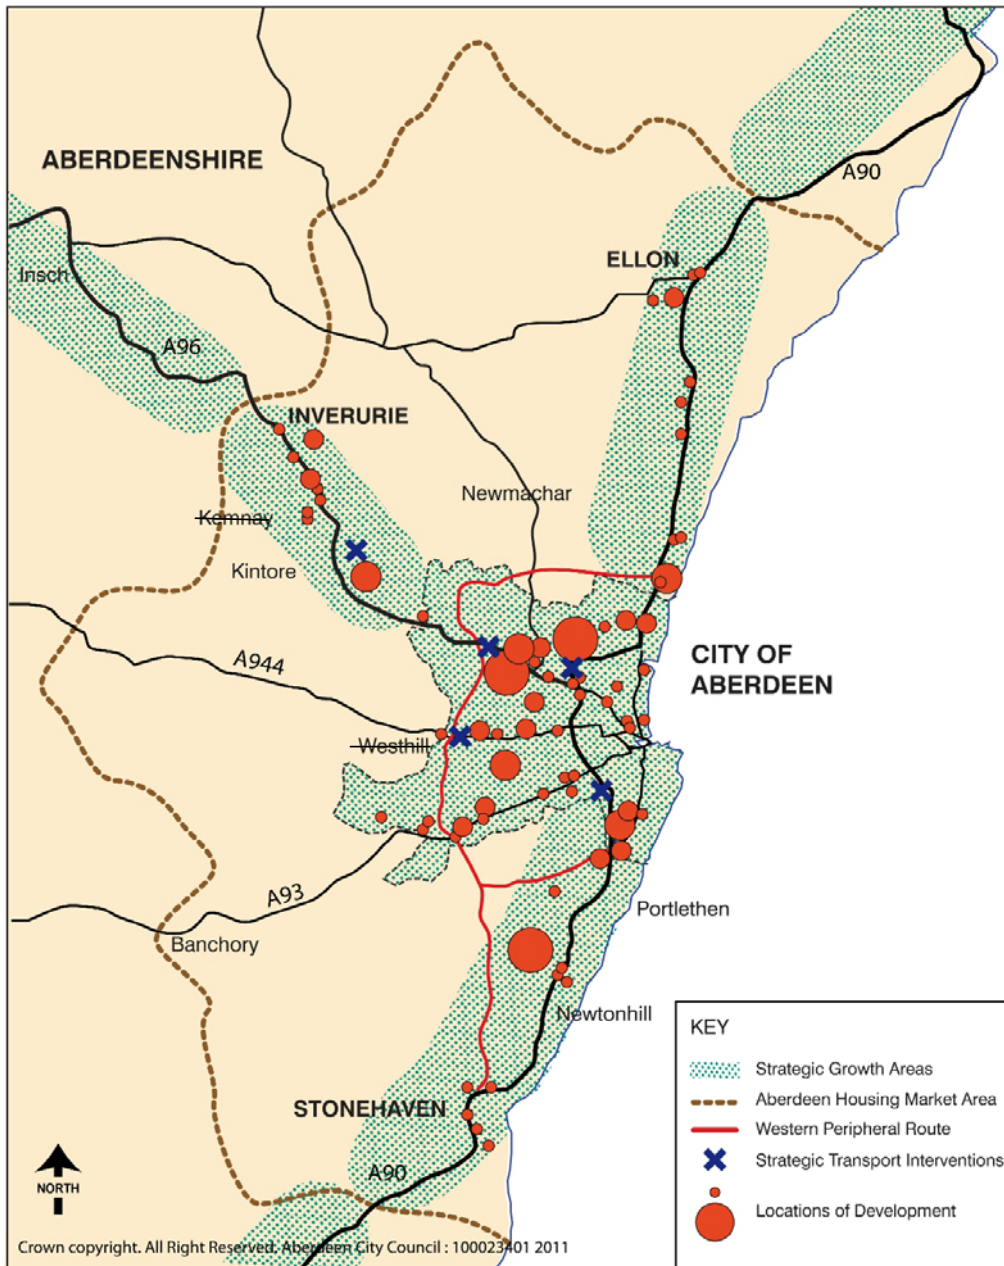 ABERDEENSHIRE
A90
ELLON
Insch
A96
INVERURIE
Newmachar
Kemnay
Kintore
A944
CITY OF
ABERDEEN
Westhill
A93
Portlethen
Banchory
Newtonhill
STONEHAVEN
A90
NORTH
KEY
Strategic Growth Areas
Aberdeen Housing Market Area
Western Peripheral Route
Strategic Transport Interventions
Locations of Development
Crown copyright. All Right Reserved. Aberdeen City Council : 100023401 2011